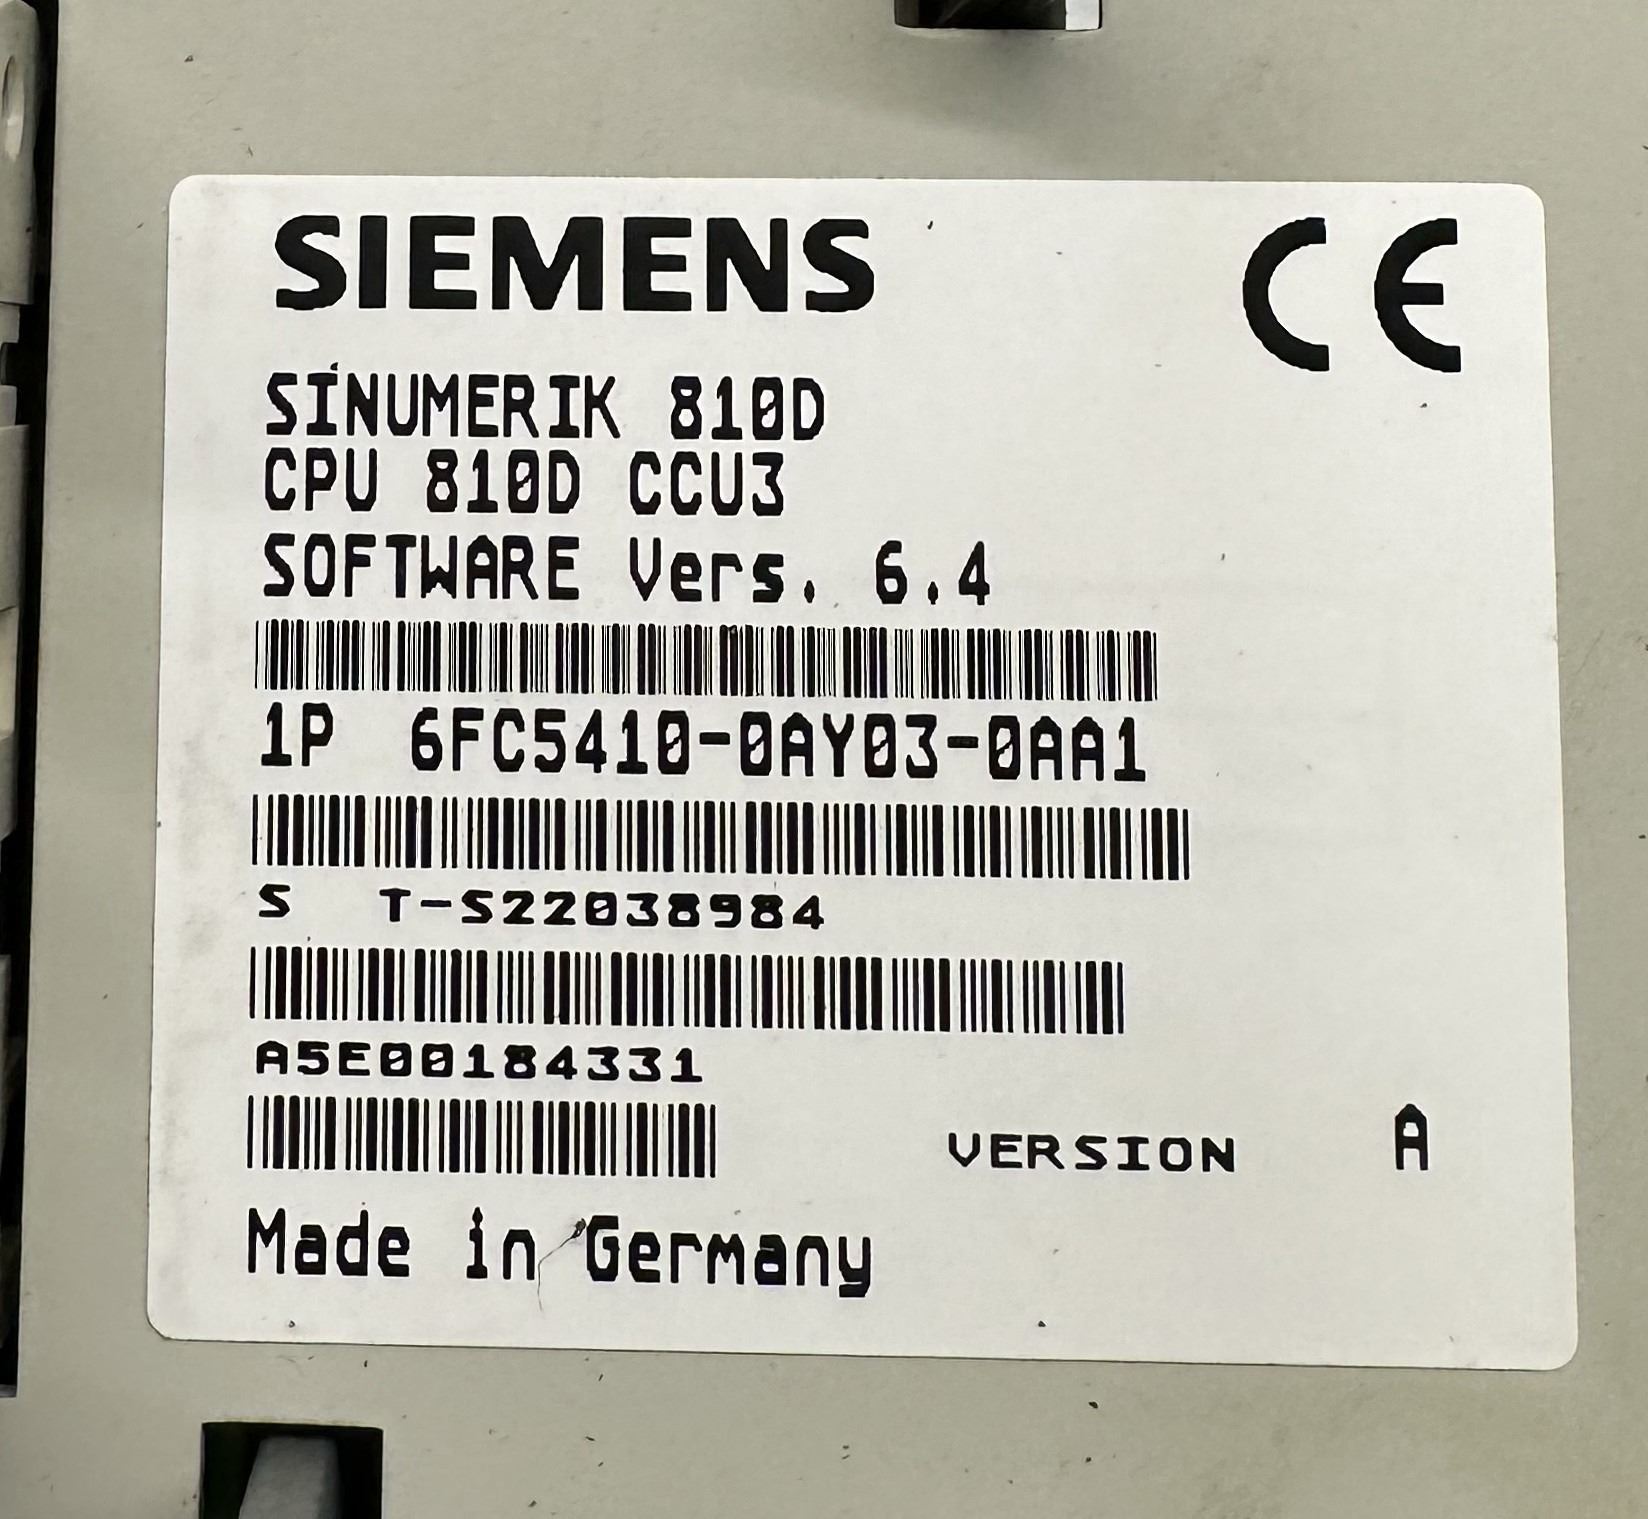 SIEMENS CE
SINUMERIK 810D
CPU 810D CCU3
SOFTWARE Vers. 6.4
1P 6FC5410-0AY03-0AA1
S T-S22038984
A5E00184331
VERSION A
Made in Germany